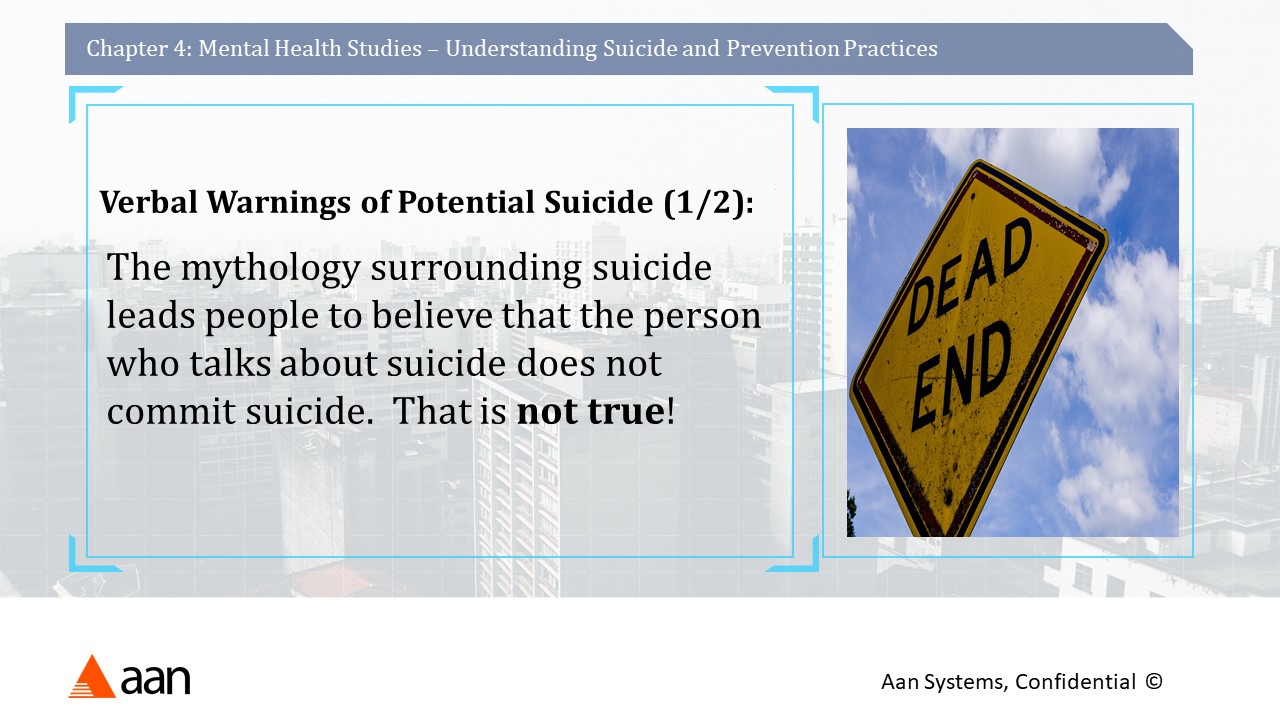 Chapter 4: Mental Health Studies – Understanding Suicide and Prevention Practices
Verbal Warnings of Potential Suicide (1/2):
The mythology surrounding suicide
leads people to believe that the person
who talks about suicide does not
commit suicide.  That is not true!
DEAD
END
aan
Aan Systems, Confidential ©